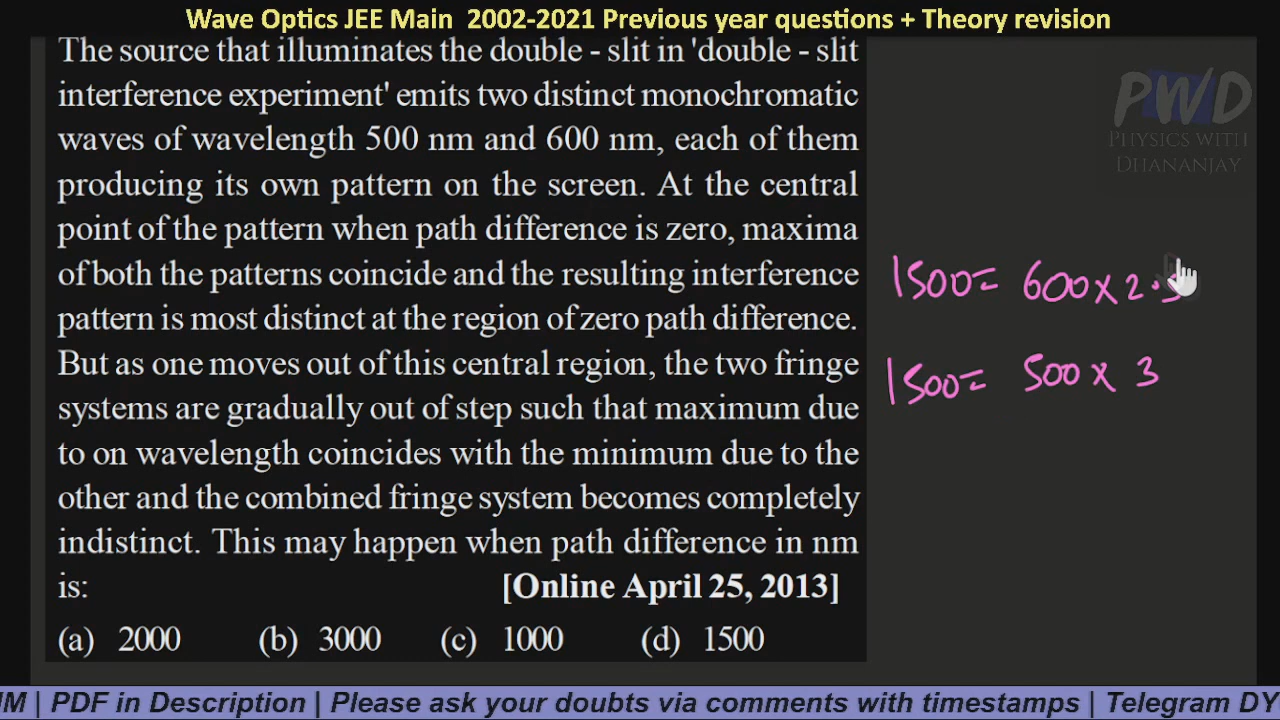 Wave Optics JEE Main 2002-2021 Previous year questions + Theory revision
The source that illuminates the double - slit in 'double - slit
interference experiment' emits two distinct monochromatic
waves of wavelength 500 nm and 600 nm, each of them
producing its own pattern on the screen. At the central
point of the pattern when path difference is zero, maxima
of both the patterns coincide and the resulting interference
pattern is most distinct at the region of zero path difference.
But as one moves out of this central region, the two fringe
systems are gradually out of step such that maximum due
to on wavelength coincides with the minimum due to the
other and the combined fringe system becomes completely
indistinct. This may happen when path difference in nm
is: [Online April 25, 2013]
(a) 2000 (b) 3000 (c) 1000 (d) 1500
PWD
PHYSICS WITH
DHANANJAY
1500= 600×2.5
1500= 500× 3
| PDF in Description | Please ask your doubts via comments with timestamps | Telegram DY